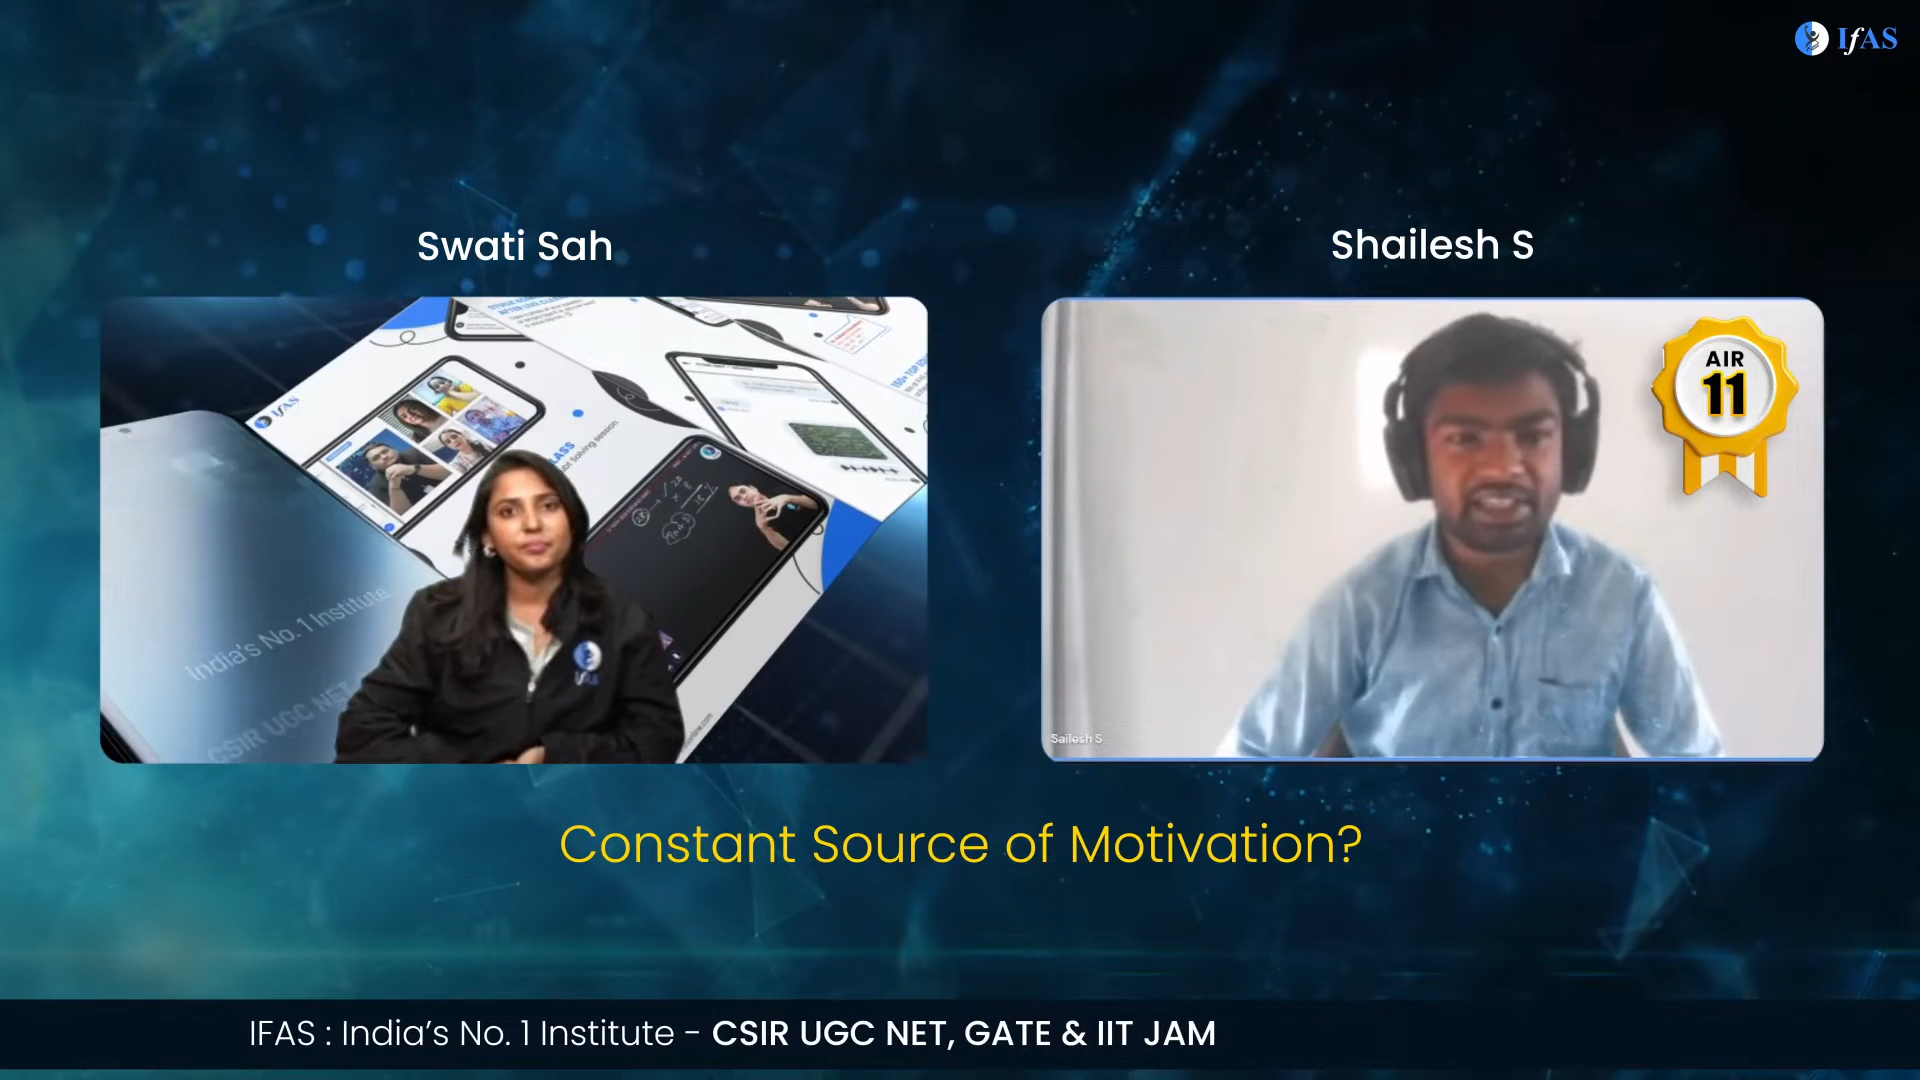 IfAS
Swati Sah
Shailesh S
IfAS
India's No. 1 Institute
CSIR UGC NET
AIR
11
Sailesh S
Constant Source of Motivation?
IFAS : India's No. 1 Institute - CSIR UGC NET, GATE & IIT JAM